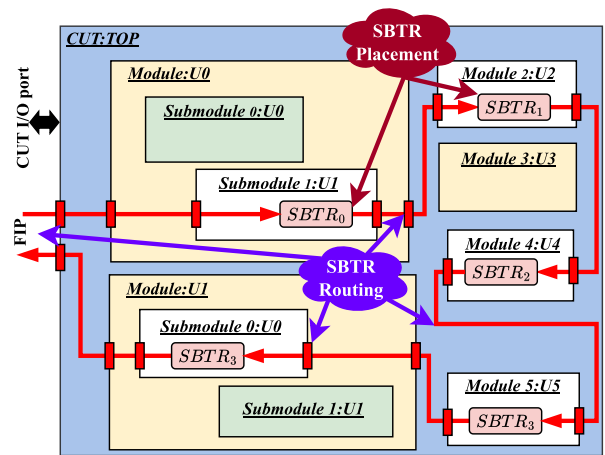 CUT:TOP
SBTR
Placement
CUT I/O port
Module:U0
Submodule 0:U0
Submodule 1:U1
SBTR0
Module 2:U2
SBTR1
Module 3:U3
FIP
SBTR
Routing
Module 4:U4
SBTR2
Module:U1
Submodule 0:U0
SBTR3
Submodule 1:U1
Module 5:U5
SBTR3